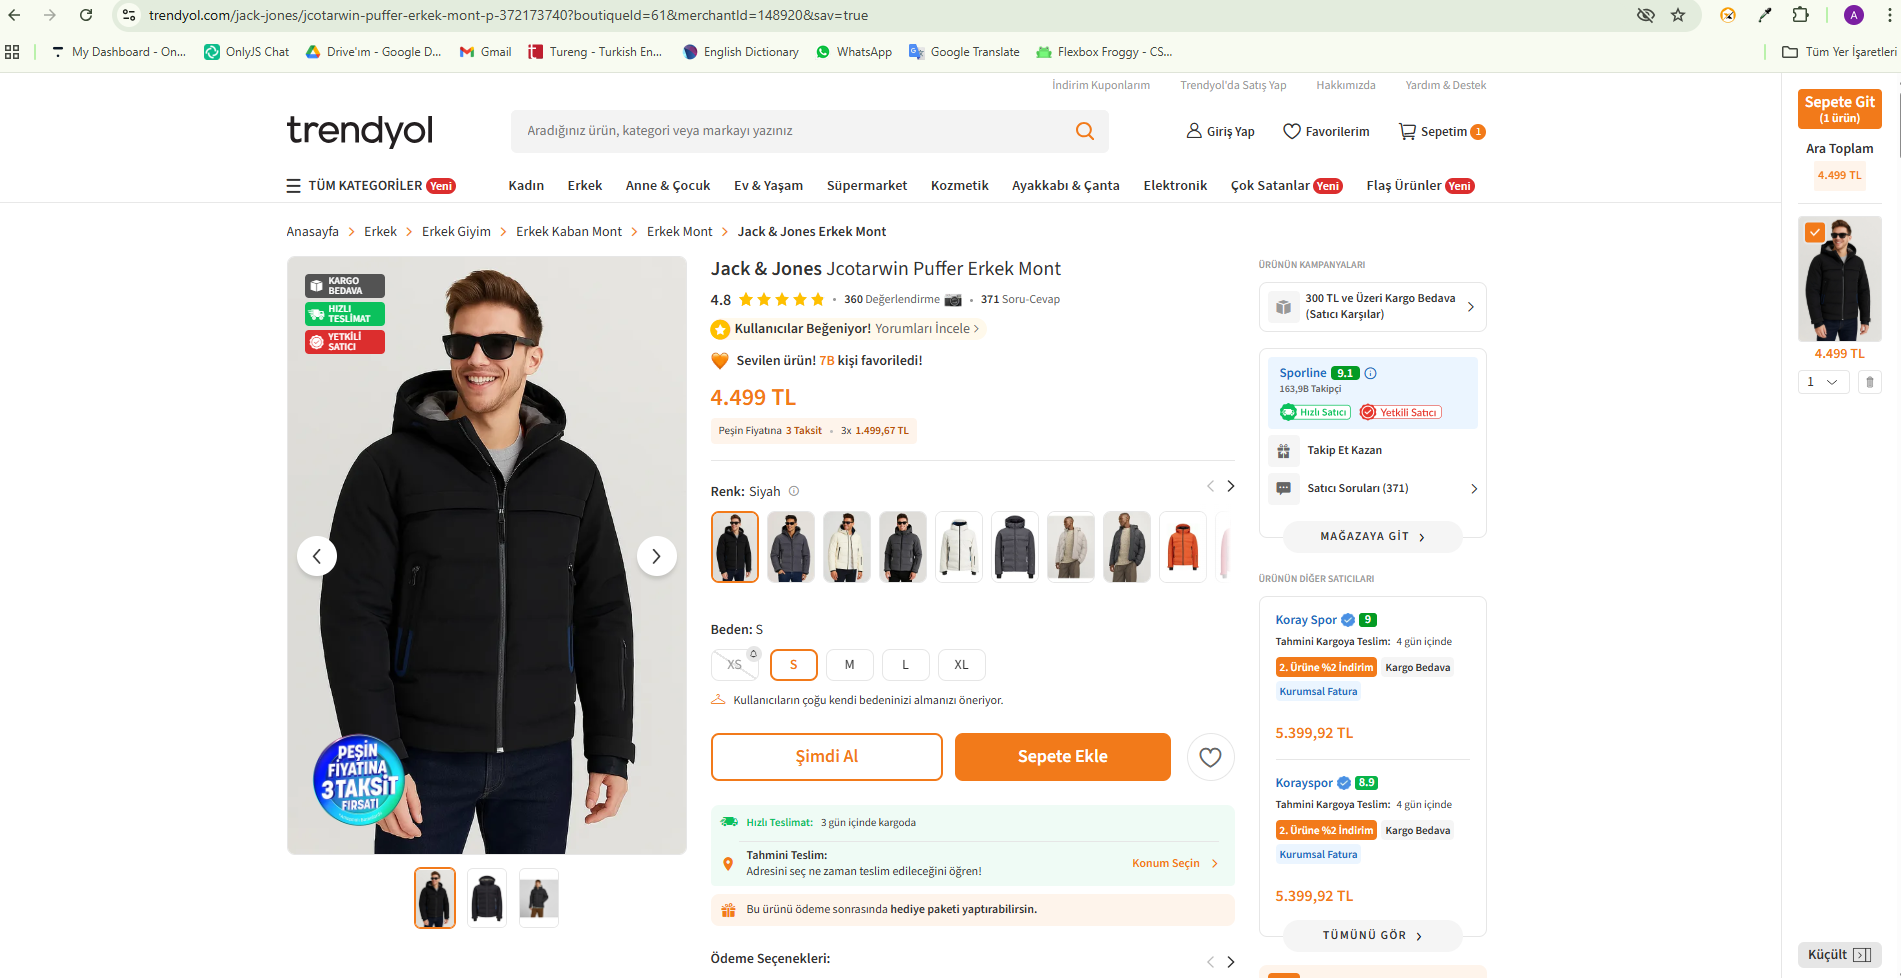 trendyol.com/jack-jones/jcotarwin-puffer-erkek-mont-p-372173740?boutiqueId=61&merchantId=148920&sav=true
A
My Dashboard - On...
OnlyJS Chat
Drive'ım - Google D...
Gmail
Tureng - Turkish En...
English Dictionary
WhatsApp
Google Translate
Flexbox Froggy - CS...
Tüm Yer İşaretleri
İndirim Kuponlarım
Trendyol'da Satış Yap
Hakkımızda
Yardım & Destek
trendyol
Aradığınız ürün, kategori veya markayı yazınız
Giriş Yap
Favorilerim
Sepetim 1
TÜM KATEGORİLER Yeni
Kadın
Erkek
Anne & Çocuk
Ev & Yaşam
Süpermarket
Kozmetik
Ayakkabı & Çanta
Elektronik
Çok Satanlar Yeni
Flaş Ürünler Yeni
Anasayfa > Erkek > Erkek Giyim > Erkek Kaban Mont > Erkek Mont > Jack & Jones Erkek Mont
KARGO
BEDAVA
HIZLI
TESLİMAT
YETKİLİ
SATICI
PEŞİN
FİYATINA
3 TAKSİT
FIRSATI
Jack & Jones Jcotarwin Puffer Erkek Mont
4.8 • 360 Değerlendirme • 371 Soru-Cevap
Kullanıcılar Beğeniyor! Yorumları İncele >
Sevilen ürün! 7B kişi favoriledi!
4.499 TL
Peşin Fiyatına 3 Taksit • 3x 1.499,67 TL
Renk: Siyah
Beden: S
XS
S
M
L
XL
Kullanıcıların çoğu kendi bedeninizi almanızı öneriyor.
Şimdi Al
Sepete Ekle
Hızlı Teslimat: 3 gün içinde kargoda
Tahmini Teslim:
Adresini seç ne zaman teslim edileceğini öğren!
Konum Seçin >
Bu ürünü ödeme sonrasında hediye paketi yaptırabilirsin.
Ödeme Seçenekleri:
ÜRÜNÜN KAMPANYALARI
300 TL ve Üzeri Kargo Bedava
(Satıcı Karşılar)
Sporline 9.1
163,9B Takipçi
Hızlı Satıcı
Yetkili Satıcı
Takip Et Kazan
Satıcı Soruları (371)
MAĞAZAYA GİT >
ÜRÜNÜN DİĞER SATICILARI
Koray Spor 9
Tahmini Kargoya Teslim: 4 gün içinde
2. Ürüne %2 İndirim
Kargo Bedava
Kurumsal Fatura
5.399,92 TL
Korayspor 8.9
Tahmini Kargoya Teslim: 4 gün içinde
2. Ürüne %2 İndirim
Kargo Bedava
Kurumsal Fatura
5.399,92 TL
TÜMÜNÜ GÖR >
Sepete Git
(1 ürün)
Ara Toplam
4.499 TL
4.499 TL
1
Küçült